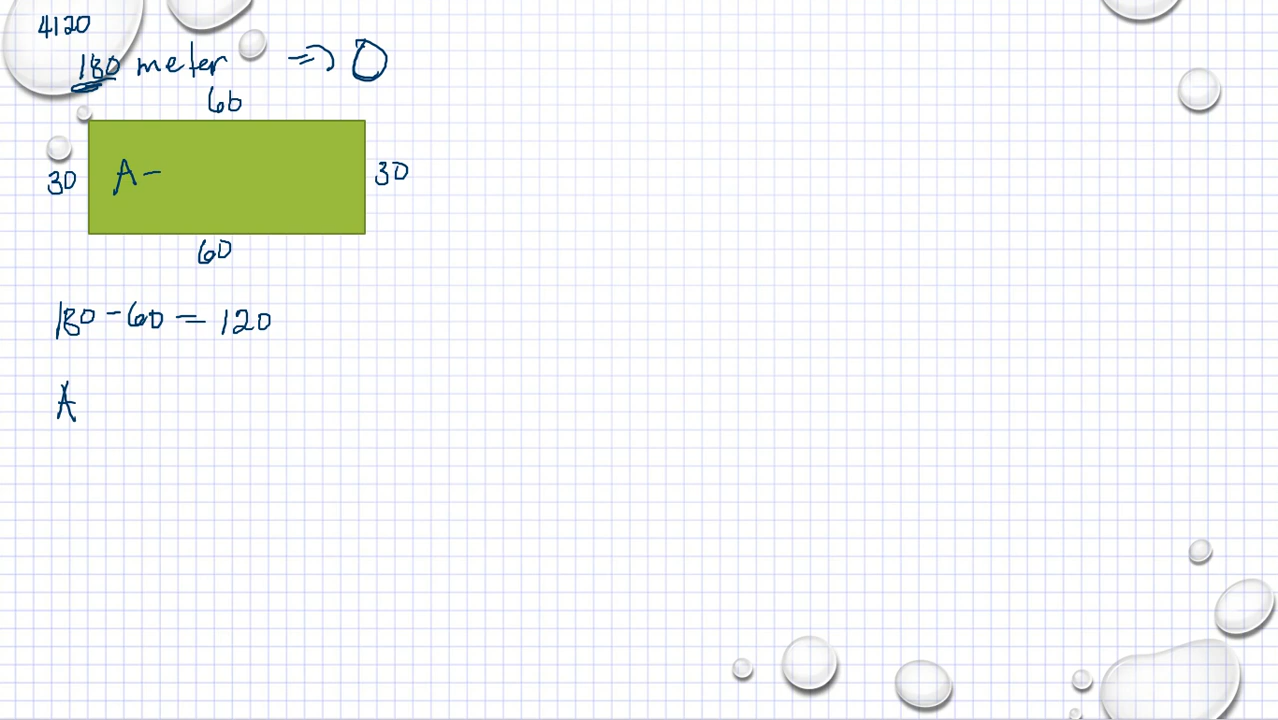 4120
180 meter => O
60
30 A - 30
60
180 - 60 = 120
A